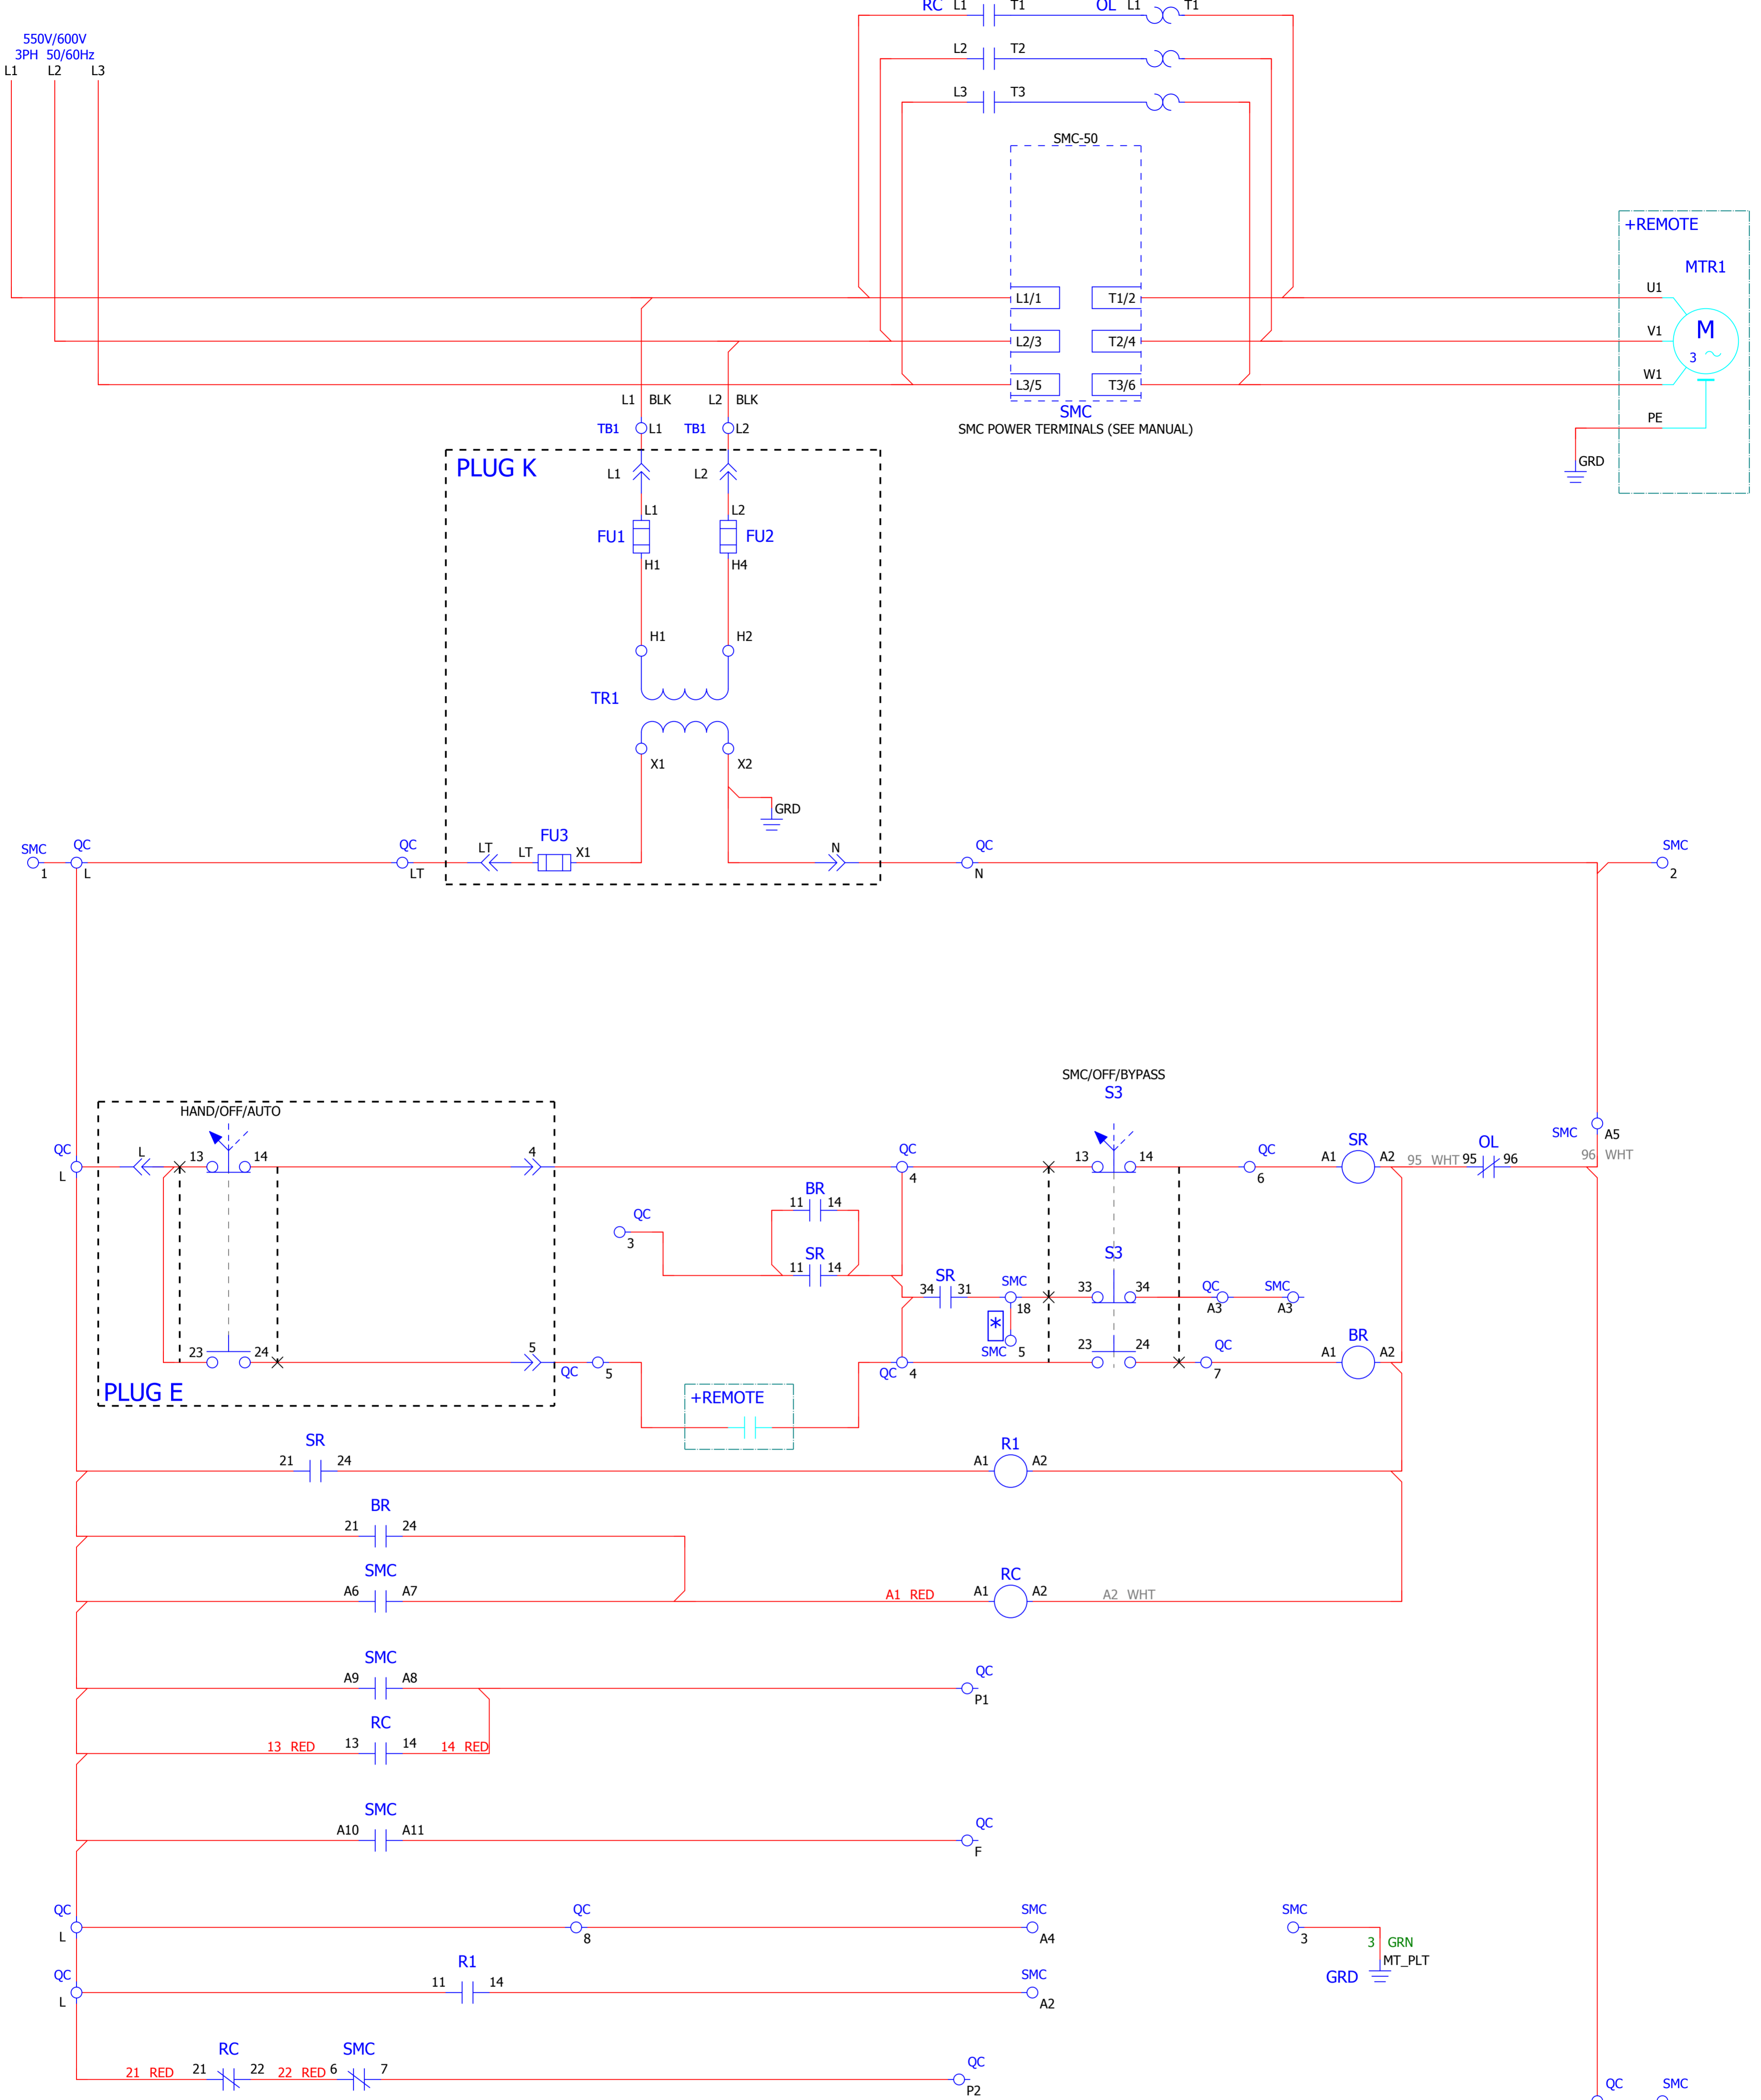 RC L1 T1 OL L1 T1
550V/600V
3PH 50/60Hz
L1 L2 L3
L2 T2
L3 T3
SMC-50
+REMOTE
MTR1
U1
L1/1 T1/2
V1 M
3
L2/3 T2/4
W1
L3/5 T3/6
L1 BLK L2 BLK
SMC
SMC POWER TERMINALS (SEE MANUAL)
PE
TB1 L1 TB1 L2
GRD
PLUG K
L1 L2
L1 L2
FU1 FU2
H1 H4
H1 H2
TR1
X1 X2
GRD
FU3
SMC QC QC LT LT X1 N QC SMC
1 L LT N 2
SMC/OFF/BYPASS
S3
HAND/OFF/AUTO
SMC A5
QC L 13 14 4 QC 13 14 QC SR OL
A1 A2 95 WHT 95 96 96 WHT
L 4 6
BR
11 14
QC
3
SR
11 14
S3
SR
34 31 SMC 33 34 QC SMC
18 A3 A3
*
SMC 5
23 24 5 QC 5 QC 4 23 24 QC 7 BR A1 A2
PLUG E
+REMOTE
SR
21 24
R1
A1 A2
BR
21 24
SMC
A6 A7
A1 RED
RC
A1 A2
A2 WHT
SMC
A9 A8
QC
P1
RC
13 RED 13 14 14 RED
SMC
A10 A11
QC
F
QC QC SMC SMC
L 8 A4 3
3 GRN
MT_PLT
GRD
QC R1 SMC
11 14
L A2
RC SMC
21 RED 21 22 22 RED 6 7
QC
P2
QC SMC